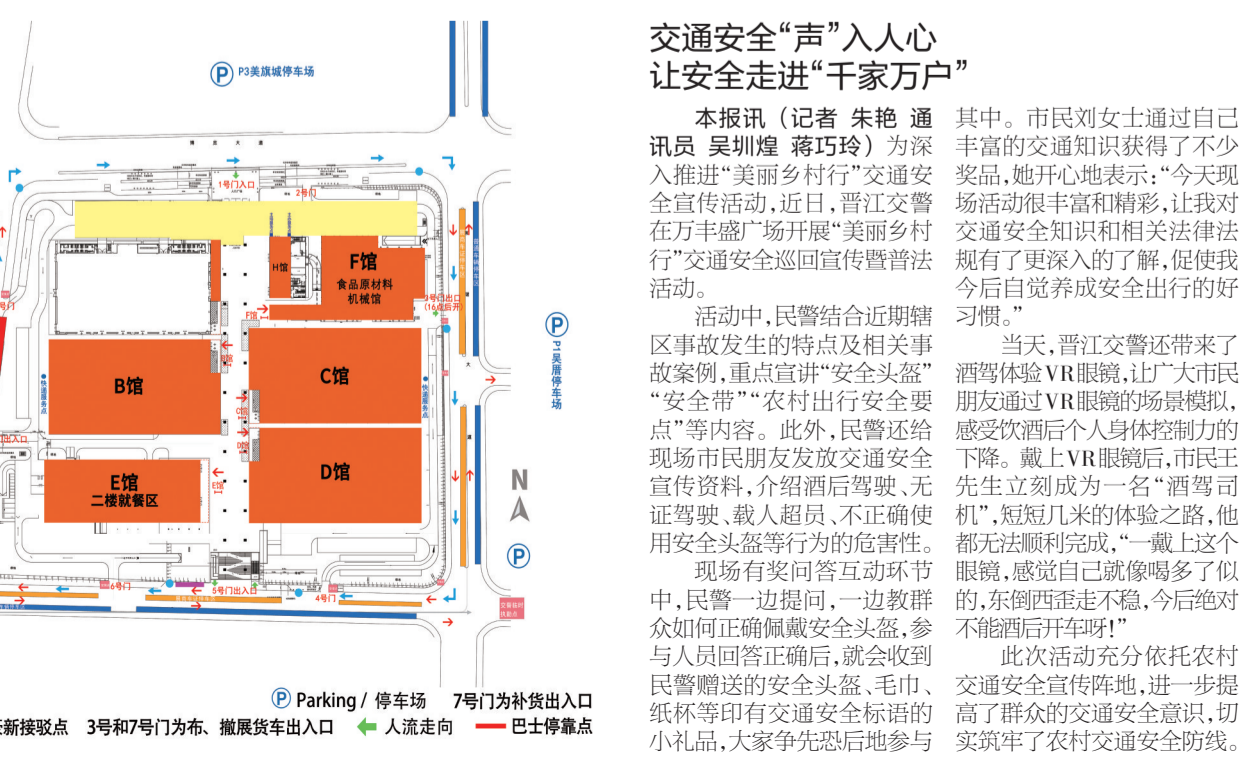 P P3美旗城停车场
博览大道
1号门入口
2号门
H馆
F馆
食品原材料
机械馆
3号门出口
(16点后开)
F馆
P P1吴厝停车场
B馆
快递服务点
C馆
快递服务点
C馆
D馆
E馆
二楼就餐区
E馆
D馆
N
P
6号门
5号门出入口
4号门
P Parking / 停车场 7号门为补货出入口
新接驳点 3号和7号门为布、撤展货车出入口 人流走向 巴士停靠点
交通安全“声”入人心
让安全走进“千家万户”
本报讯（记者 朱艳 通
讯员 吴圳煌 蒋巧玲）为深
入推进“美丽乡村行”交通安
全宣传活动，近日，晋江交警
在万丰盛广场开展“美丽乡村
行”交通安全巡回宣传暨普法
活动。
活动中，民警结合近期辖
区事故发生的特点及相关事
故案例，重点宣讲“安全头盔”
“安全带”“农村出行安全要
点”等内容。此外，民警还给
现场市民朋友发放交通安全
宣传资料，介绍酒后驾驶、无
证驾驶、载人超员、不正确使
用安全头盔等行为的危害性。
现场有奖问答互动环节
中，民警一边提问，一边教群
众如何正确佩戴安全头盔，参
与人员回答正确后，就会收到
民警赠送的安全头盔、毛巾、
纸杯等印有交通安全标语的
小礼品，大家争先恐后地参与
其中。市民刘女士通过自己
丰富的交通知识获得了不少
奖品，她开心地表示：“今天现
场活动很丰富和精彩，让我对
交通安全知识和相关法律法
规有了更深入的了解，促使我
今后自觉养成安全出行的好
习惯。”
当天，晋江交警还带来了
酒驾体验VR眼镜，让广大市民
朋友通过VR眼镜的场景模拟，
感受饮酒后个人身体控制力的
下降。戴上VR眼镜后，市民王
先生立刻成为一名“酒驾司
机”，短短几米的体验之路，他
都无法顺利完成，“一戴上这个
眼镜，感觉自己就像喝多了似
的，东倒西歪走不稳，今后绝对
不能酒后开车呀！”
此次活动充分依托农村
交通安全宣传阵地，进一步提
高了群众的交通安全意识，切
实筑牢了农村交通安全防线。